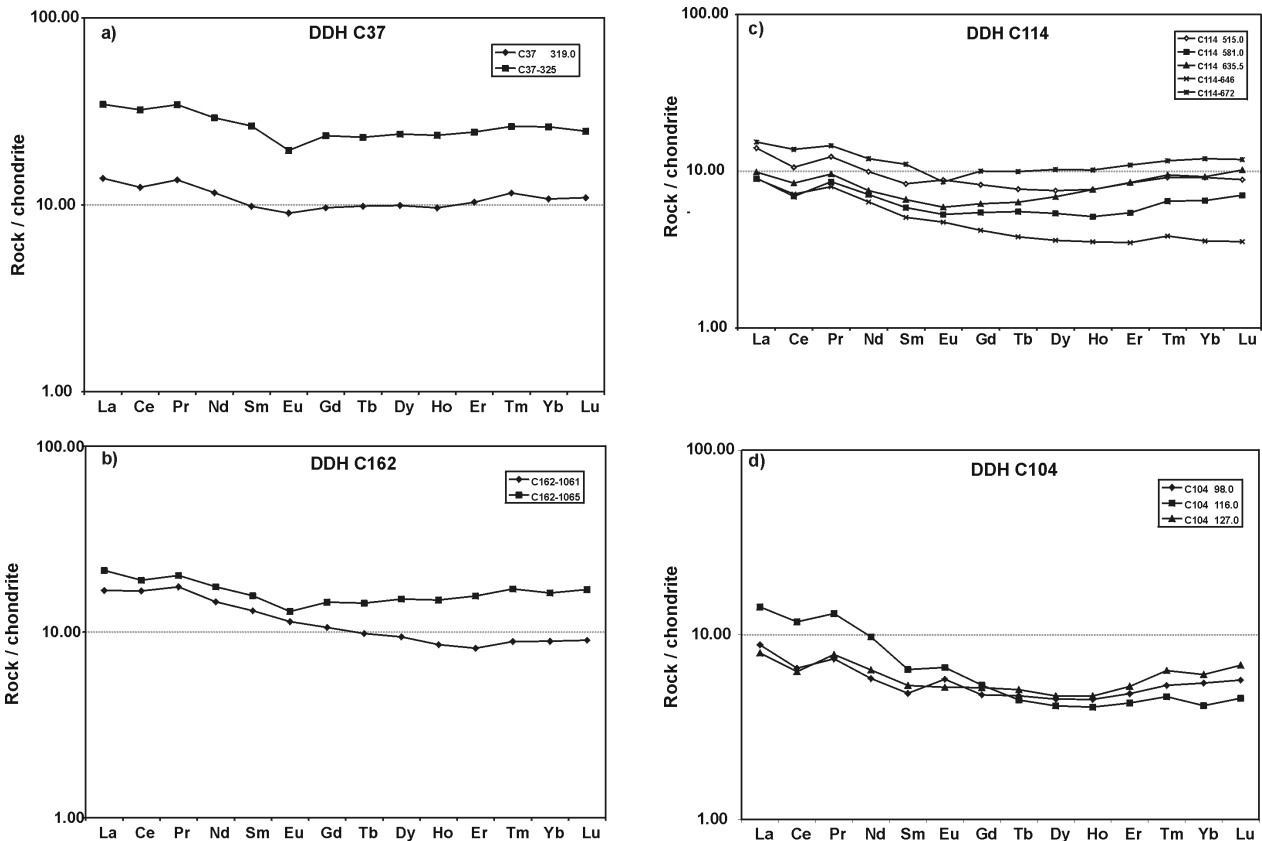 a)
DDH C37
100.00
C37 319.0
C37-325
Rock / chondrite
10.00
1.00
La Ce Pr Nd Sm Eu Gd Tb Dy Ho Er Tm Yb Lu
c)
DDH C114
100.00
C114 515.0
C114 581.0
C114 635.5
C114-646
C114-672
Rock / chondrite
10.00
1.00
La Ce Pr Nd Sm Eu Gd Tb Dy Ho Er Tm Yb Lu
b)
DDH C162
100.00
C162-1061
C162-1065
Rock / chondrite
10.00
1.00
La Ce Pr Nd Sm Eu Gd Tb Dy Ho Er Tm Yb Lu
d)
DDH C104
100.00
C104 98.0
C104 116.0
C104 127.0
Rock / chondrite
10.00
1.00
La Ce Pr Nd Sm Eu Gd Tb Dy Ho Er Tm Yb Lu